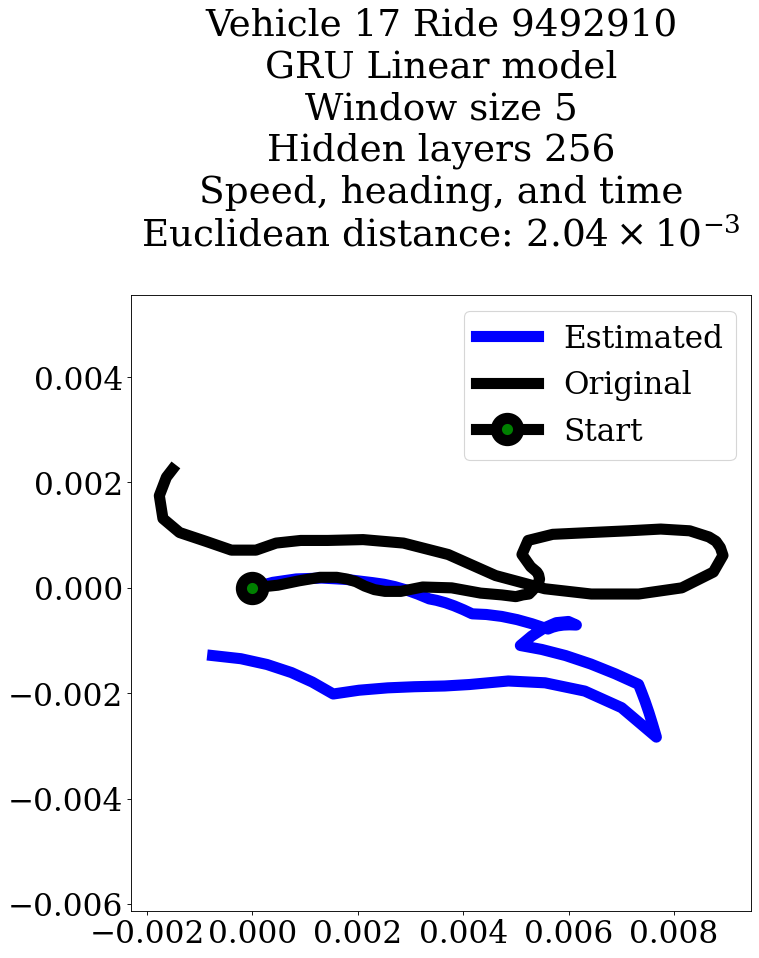 Vehicle 17 Ride 9492910
GRU Linear model
Window size 5
Hidden layers 256
Speed, heading, and time
Euclidean distance: 2.04 × 10⁻³
Estimated
Original
Start
0.004
0.002
0.000
−0.002
−0.004
−0.006
−0.002 0.000 0.002 0.004 0.006 0.008